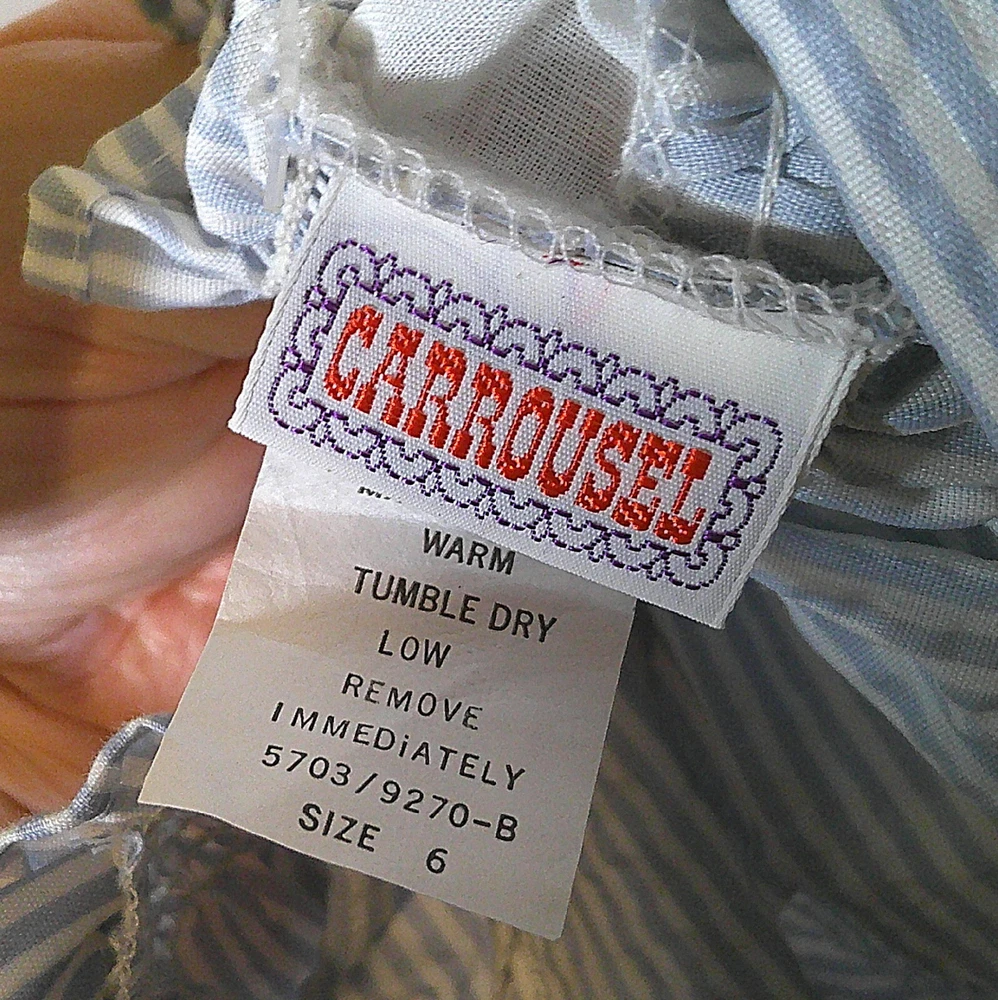 CARROUSEL
WARM
TUMBLE DRY
LOW
REMOVE
IMMEDiATELY
5703/9270-B
SIZE 6